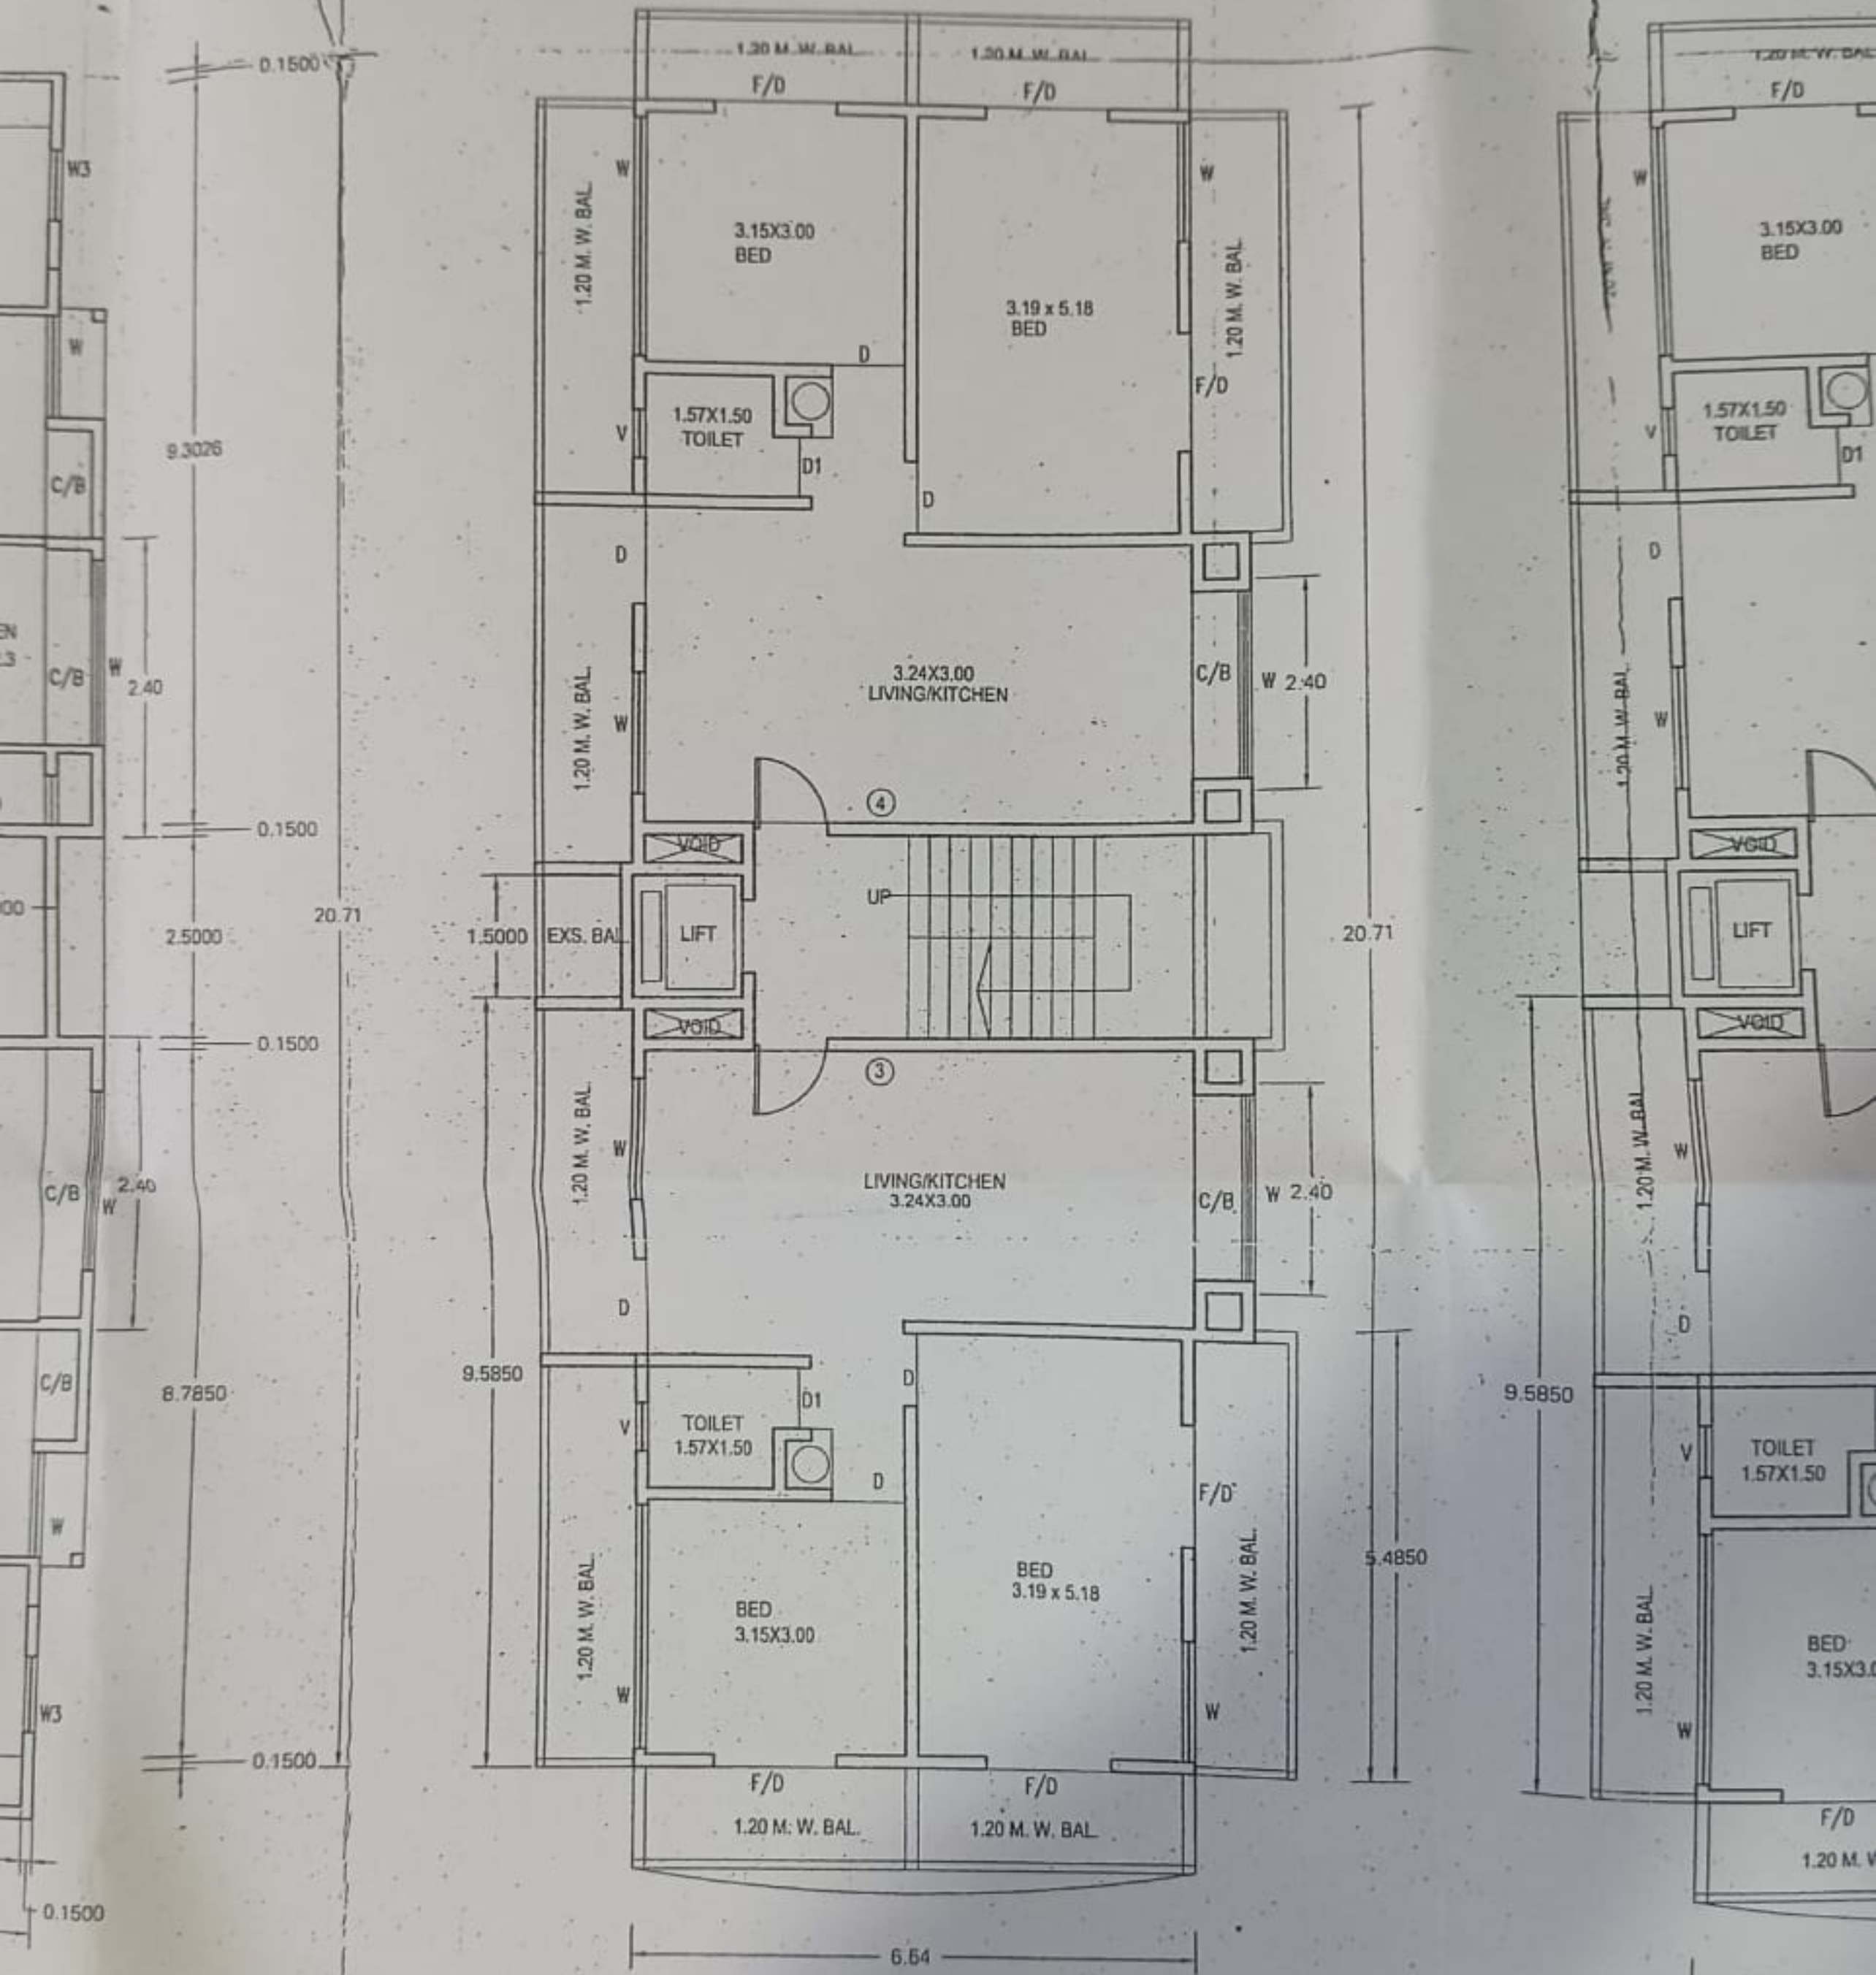 0.1500
W3
W
C/B
9.3026
C/B
W
2.40
0.1500
2.5000
20.71
0.1500
C/B
W
2.40
C/B
8.7850
W
W3
0.1500
0.1500
1.20 M. W. BAL.
1.20 M. W. BAL.
F/D
F/D
W
W
1.20 M. W. BAL.
3.15X3.00
BED
3.19 x 5.18
BED
1.20 M. W. BAL.
D
F/D
1.57X1.50
TOILET
V
D1
D
D
3.24X3.00
LIVING/KITCHEN
C/B
W
2.40
1.20 M. W. BAL.
W
4
VOID
UP
1.5000
EXS. BAL
LIFT
20.71
VOID
3
1.20 M. W. BAL.
W
LIVING/KITCHEN
3.24X3.00
C/B
W
2.40
D
9.5850
D
D1
V
TOILET
1.57X1.50
D
F/D
5.4850
1.20 M. W. BAL.
BED
3.15X3.00
BED
3.19 x 5.18
1.20 M. W. BAL.
W
W
F/D
F/D
1.20 M. W. BAL.
1.20 M. W. BAL.
6.64
F/D
W
3.15X3.00
BED
1.57X1.50
TOILET
V
D1
D
1.20 M. W. BAL
W
VOID
LIFT
VOID
1.20 M. W. BAL
W
D
9.5850
V
TOILET
1.57X1.50
1.20 M. W. BAL.
BED
W
F/D